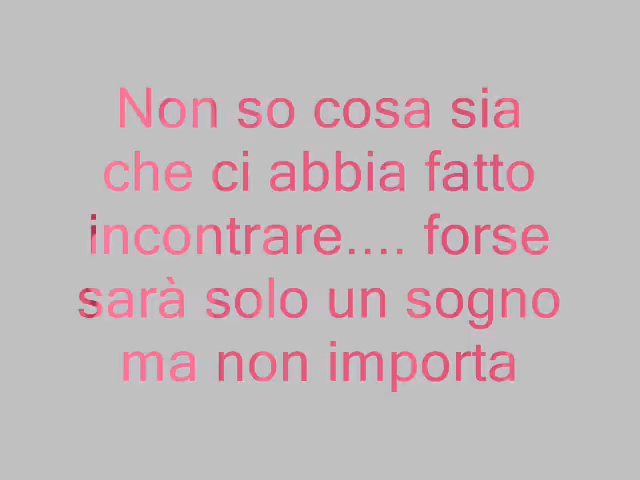 Non so cosa sia
che ci abbia fatto
incontrare.... forse
sarà solo un sogno
ma non importa